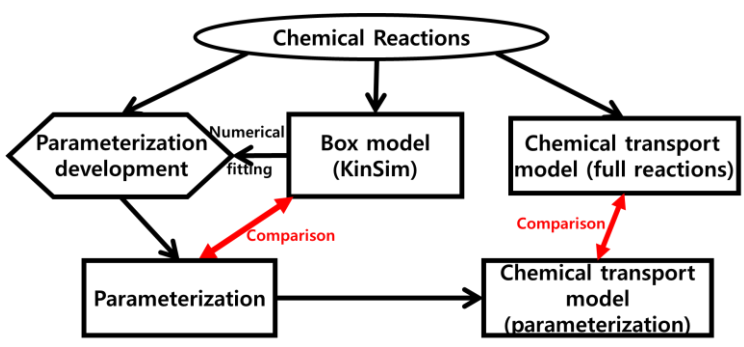 Chemical Reactions
Numerical
fitting
Parameterization
development
Box model
(KinSim)
Chemical transport
model (full reactions)
Comparison
Comparison
Parameterization
Chemical transport
model
(parameterization)